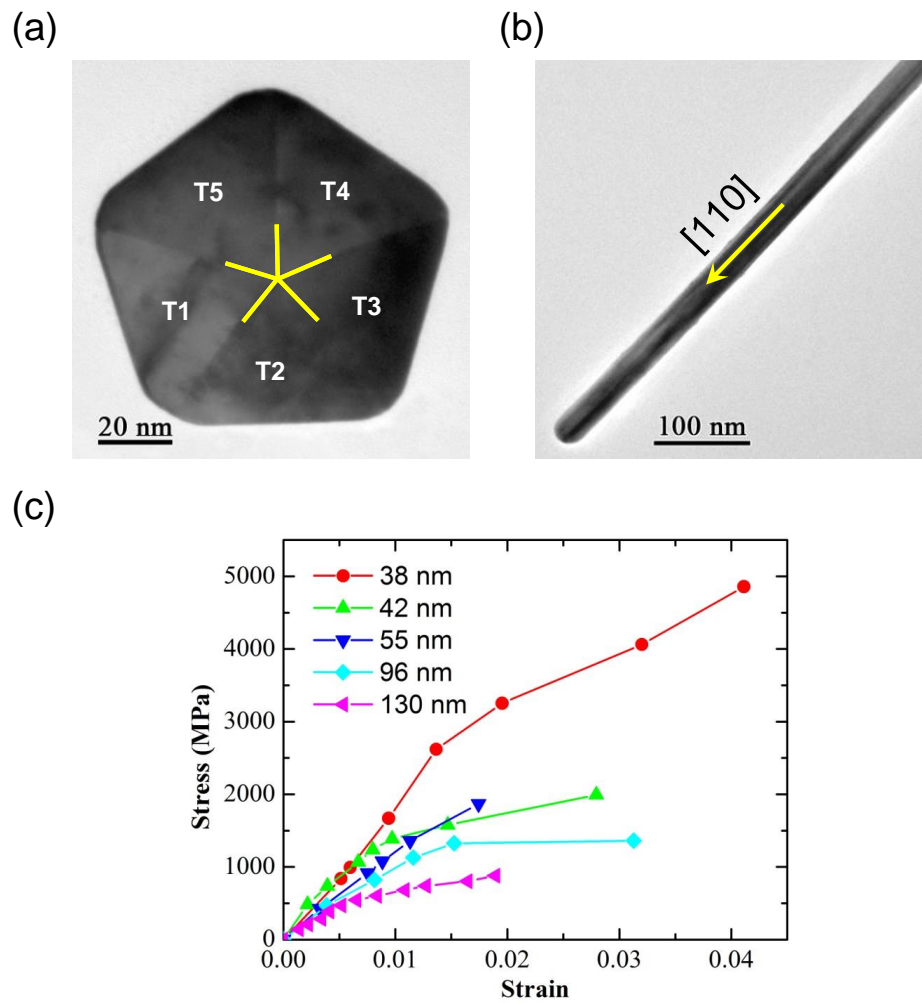 (a)
(b)
T5
T4
T1
T3
T2
20 nm
[110]
100 nm
(c)
5000
4000
3000
2000
1000
0
Stress (MPa)
38 nm
42 nm
55 nm
96 nm
130 nm
0.00
0.01
0.02
0.03
0.04
Strain